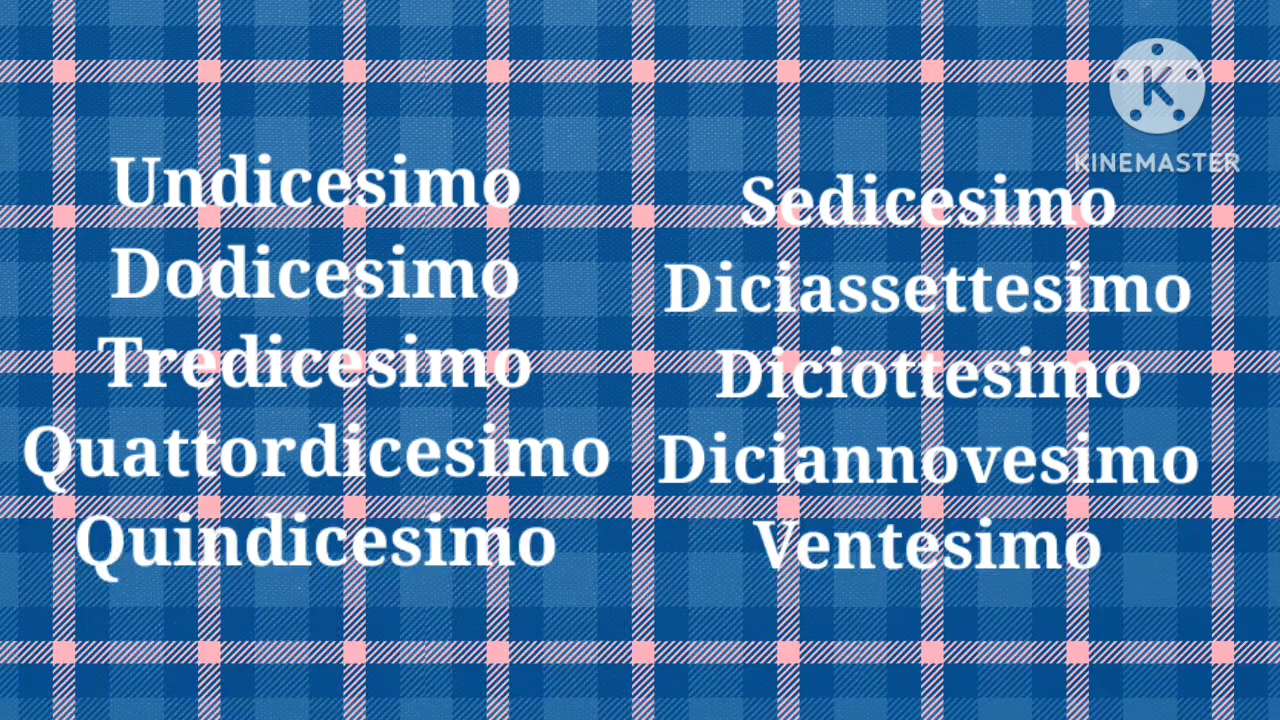 Undicesimo
Dodicesimo
Tredicesimo
Quattordicesimo
Quindicesimo
Sedicesimo
Diciassettesimo
Diciottesimo
Diciannovesimo
Ventesimo
K
KINEMASTER